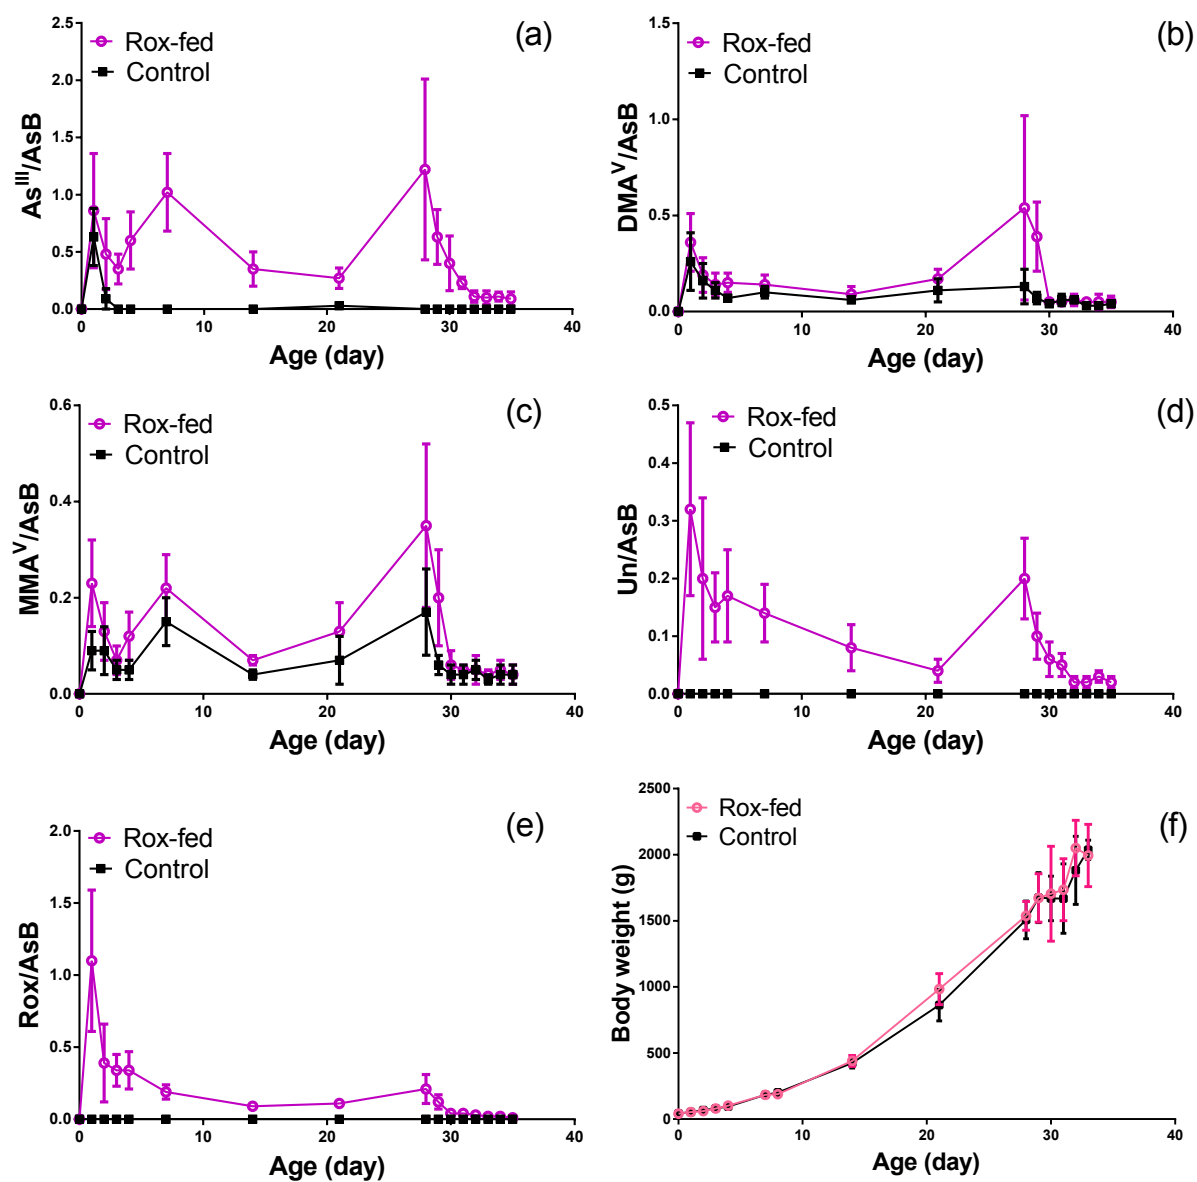 (a)
Rox-fed
Control
2.5
2.0
1.5
1.0
0.5
0.0
As^III/AsB
0
10
20
30
40
Age (day)
(b)
Rox-fed
Control
1.5
1.0
0.5
0.0
DMA^V/AsB
0
10
20
30
40
Age (day)
(c)
Rox-fed
Control
0.6
0.4
0.2
0.0
MMA^V/AsB
0
10
20
30
40
Age (day)
(d)
Rox-fed
Control
0.5
0.4
0.3
0.2
0.1
0.0
Un/AsB
0
10
20
30
40
Age (day)
(e)
Rox-fed
Control
2.0
1.5
1.0
0.5
0.0
Rox/AsB
0
10
20
30
40
Age (day)
(f)
Rox-fed
Control
2500
2000
1500
1000
500
0
Body weight (g)
0
10
20
30
40
Age (day)